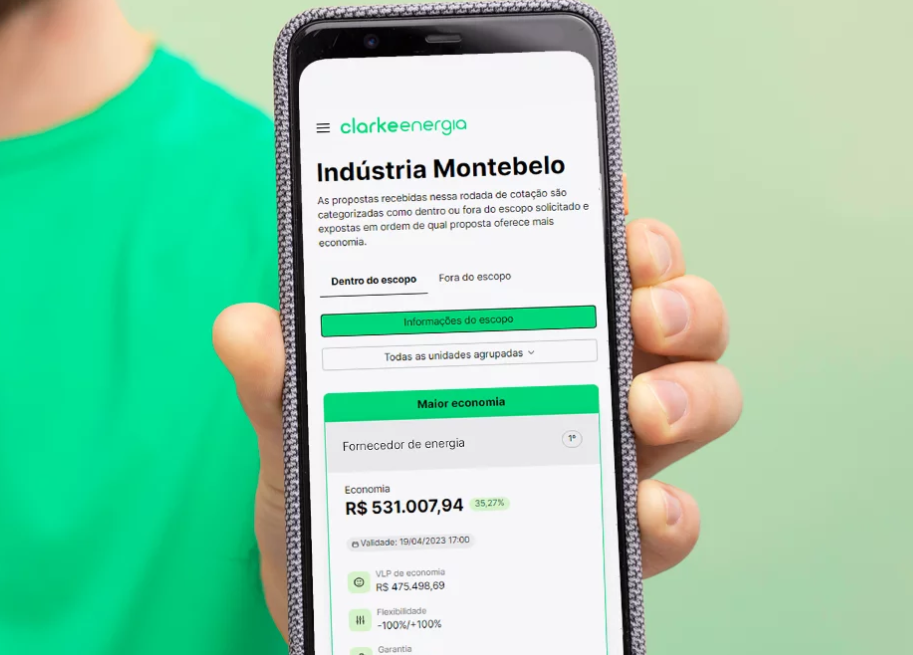 clarkeenergia
Indústria Montebelo
As propostas recebidas nessa rodada de cotação são
categorizadas como dentro ou fora do escopo solicitado e
expostas em ordem de qual proposta oferece mais
economia.
Dentro do escopo Fora do escopo
Informações do escopo
Todas as unidades agrupadas
Maior economia
Fornecedor de energia 1º
Economia
R$ 531.007,94 35,27%
Validade: 19/04/2023 17:00
VLP de economia
R$ 475.498,69
Flexibilidade
-100%/+100%
Garantia